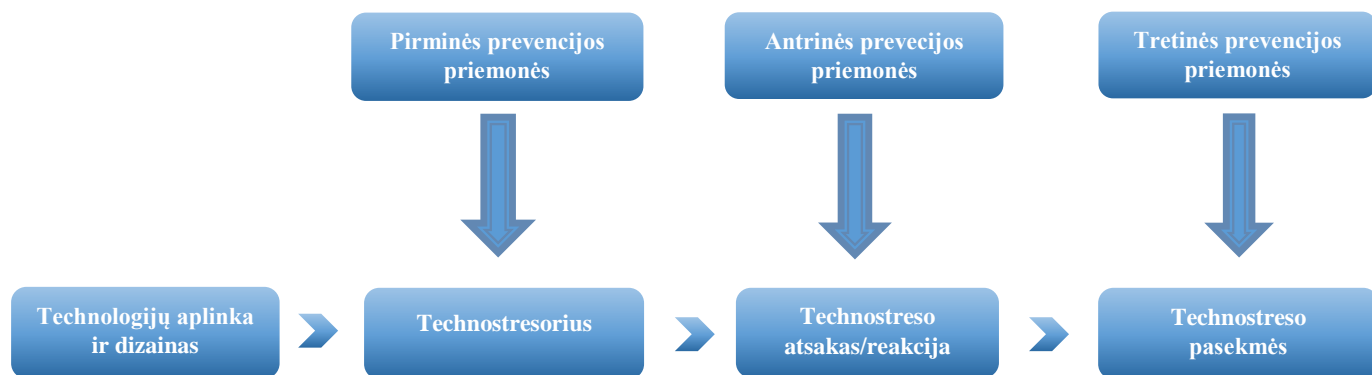 Pirminės prevencijos
priemonės
Antrinės prevecijos
priemonės
Tretinės prevencijos
priemonės
Technologijų aplinka
ir dizainas
Technostresorius
Technostreso
atsakas/reakcija
Technostreso
pasekmės